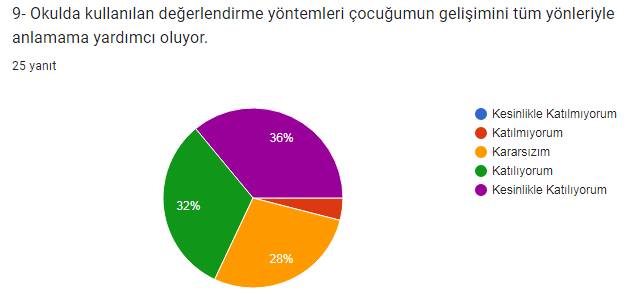 9- Okulda kullanılan değerlendirme yöntemleri çocuğumun gelişimini tüm yönleriyle
anlamama yardımcı oluyor.
25 yanıt
Kesinlikle Katılmıyorum
Katılmıyorum
Kararsızım
Katılıyorum
Kesinlikle Katılıyorum
36%
32%
28%